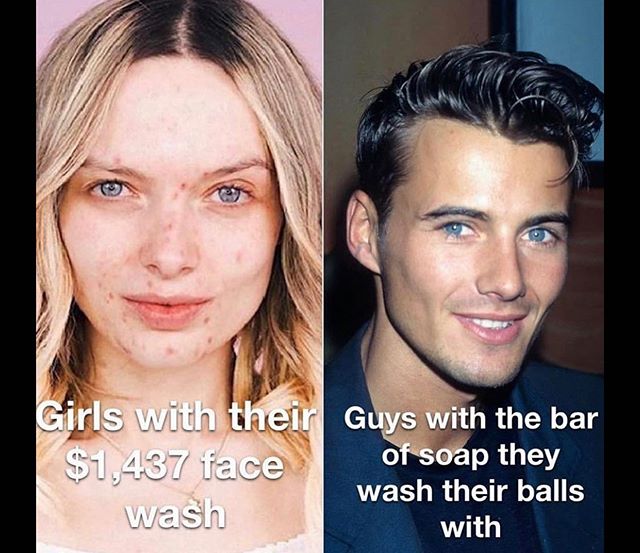 Girls with their
$1,437 face
wash
Guys with the bar
of soap they
wash their balls
with